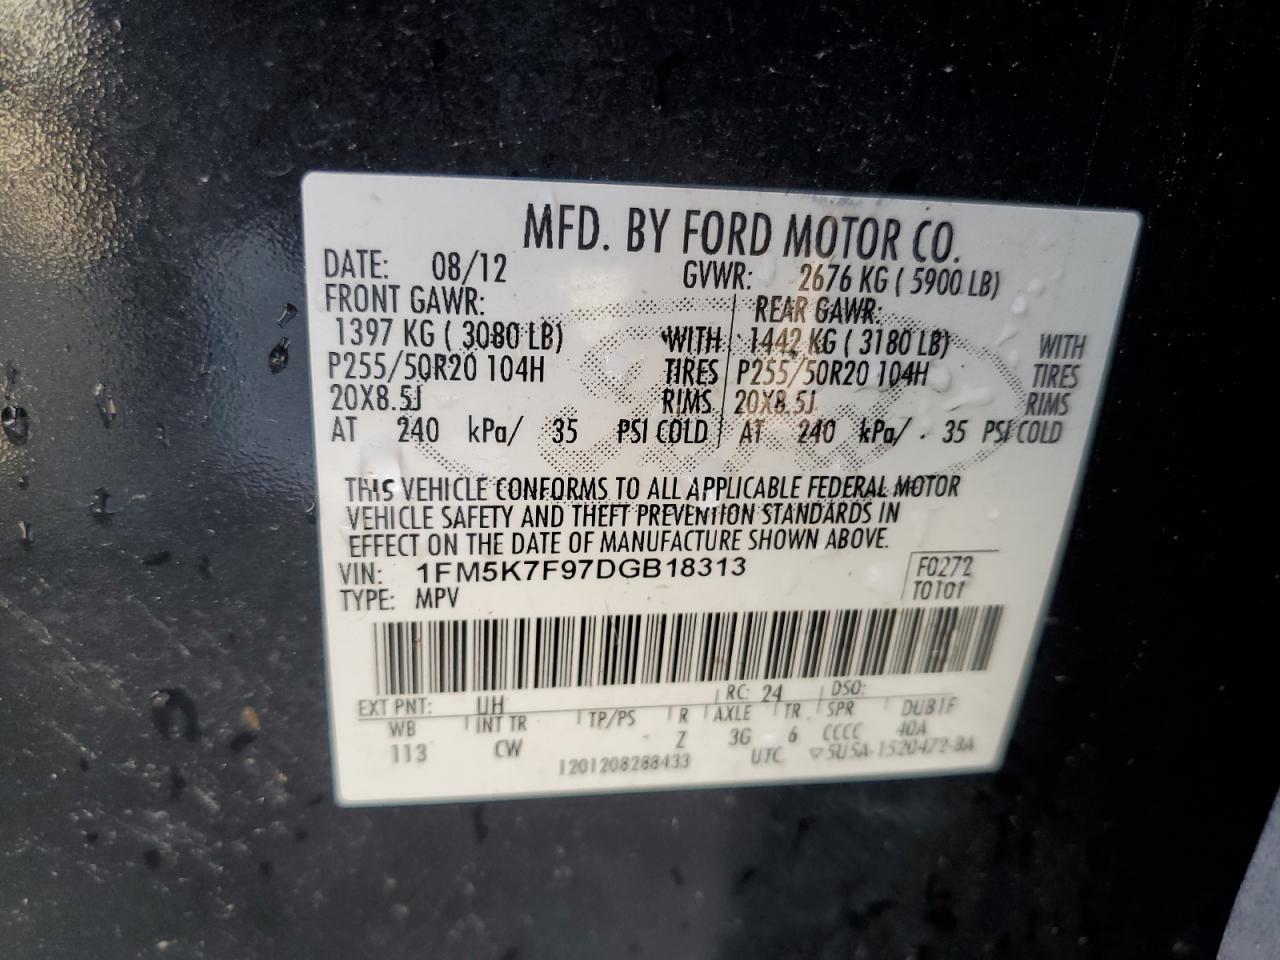 MFD. BY FORD MOTOR CO.
DATE: 08/12 GVWR: 2676 KG ( 5900 LB)
FRONT GAWR: REAR GAWR:
1397 KG ( 3080 LB) WITH 1442 KG ( 3180 LB) WITH
P255/50R20 104H TIRES P255/50R20 104H TIRES
20X8.5J RIMS 20X8.5J RIMS
AT 240 kPa/ 35 PSI COLD AT 240 kPa/ 35 PSI COLD
THIS VEHICLE CONFORMS TO ALL APPLICABLE FEDERAL MOTOR
VEHICLE SAFETY AND THEFT PREVENTION STANDARDS IN
EFFECT ON THE DATE OF MANUFACTURE SHOWN ABOVE.
VIN: 1FM5K7F97DGB18313 F0272
TYPE: MPV T0101
EXT PNT: UH RC: 24 DSO:
WB INT TR TP/PS R AXLE TR SPR DUB1F
113 CW Z 3G 6 CCCC 40A
1201208288433 UTC ▽5U5A-1520472-BA